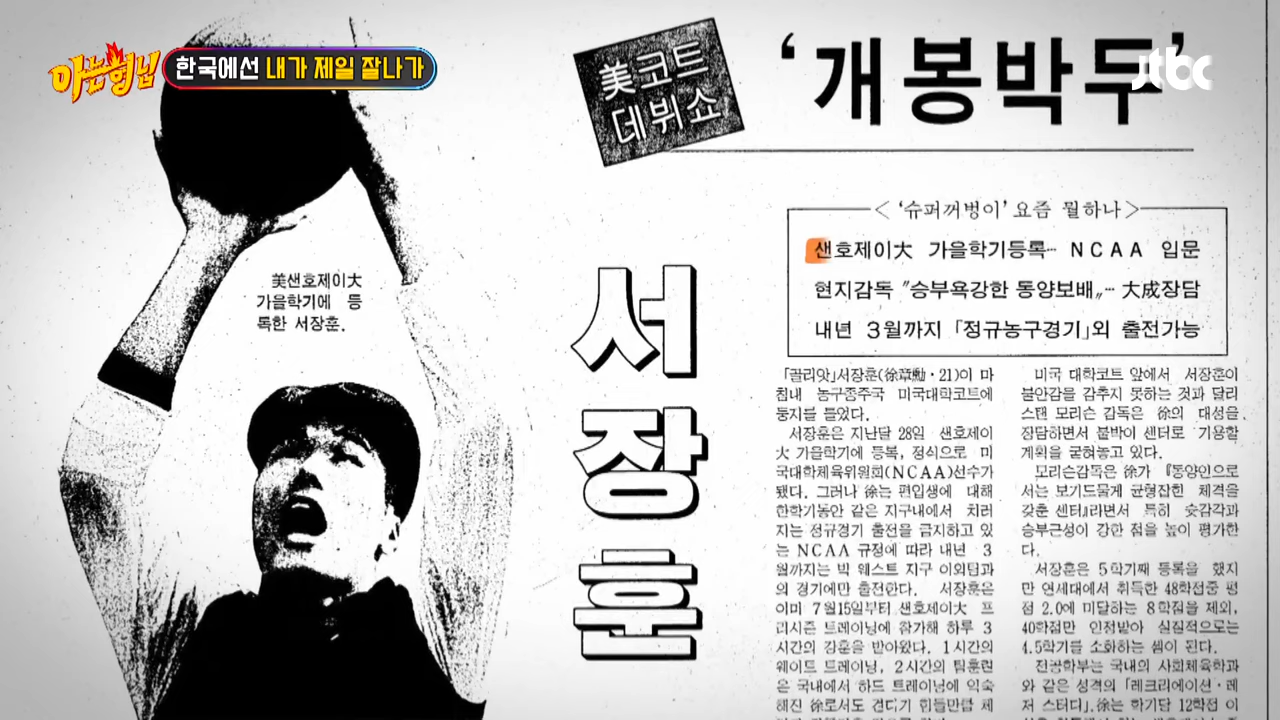 아는형님
한국에선 내가 제일 잘나가
jtbc
美코트
데뷔쇼
‘개봉박두’
<‘슈퍼꺼벙이’요즘 뭘하나>
샌호제이大 가을학기등록… NCAA 입문
현지감독 〃승부욕강한 동양보배〃… 大成장담
내년 3월까지 「정규농구경기」외 출전가능
美샌호제이大
가을학기에 등
록한 서장훈.
서
장
훈
「골리앗」서장훈(徐章勳·21)이 마
침내 농구종주국 미국대학코트에
둥지를 틀었다.
서장훈은 지난달 28일 샌호제이
大 가을학기에 등록, 정식으로 미
국대학체육위원회(NCAA)선수가
됐다. 그러나 徐는 편입생에 대해
한학기동안 같은 지구내에서 치러
지는 정규경기 출전을 금지하고 있
는 NCAA 규정에 따라 내년 3
월까지는 빅 웨스트 지구 이외팀과
의 경기에만 출전한다. 서장훈은
이미 7월15일부터 샌호제이大 프
리시즌 트레이닝에 참가해 하루 3
시간의 강훈을 받아왔다. 1시간의
웨이트 트레이닝, 2시간의 팀훈련
은 국내에서 하드 트레이닝에 익숙
해진 徐로서도 견디기 힘들만큼 체
미국 대학코트 앞에서 서장훈이
불안감을 감추지 못하는 것과 달리
스탠 모리슨 감독은 徐의 대성을
장담하면서 붙박이 센터로 기용할
계획을 굳혀놓고 있다.
모리슨감독은 徐가 『동양인으로
서는 보기드물게 균형잡힌 체격을
갖춘 센터』라면서 특히 슛감각과
승부근성이 강한 점을 높이 평가한
다.
서장훈은 5학기째 등록을 했지
만 연세대에서 취득한 48학점중 평
점 2.0에 미달하는 8학점을 제외,
40학점만 인정받아 실질적으로는
4.5학기를 소화하는 셈이 된다.
전공학부는 국내의 사회체육학과
와 같은 성격의 「레크리에이션·레
저 스터디」. 徐는 학기당 12학점 이